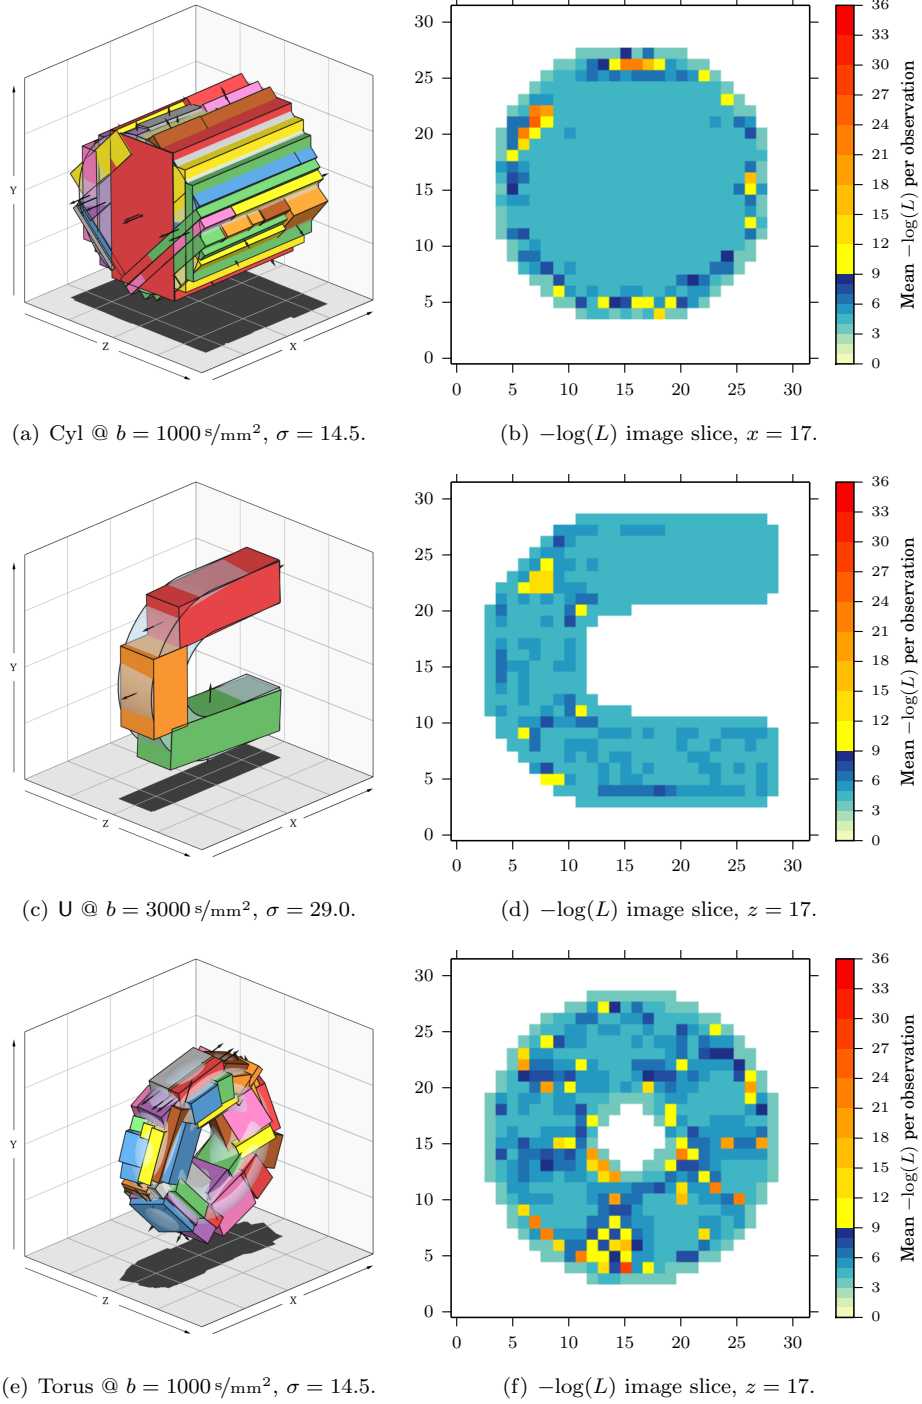 Y
Z
X
30
25
20
15
10
5
0
0 5 10 15 20 25 30
36
33
30
27
24
21
18
15
12
9
6
3
0
Mean −log(L) per observation
(a) Cyl @ b = 1000 s/mm², σ = 14.5.
(b) −log(L) image slice, x = 17.
Y
Z
X
30
25
20
15
10
5
0
0 5 10 15 20 25 30
36
33
30
27
24
21
18
15
12
9
6
3
0
Mean −log(L) per observation
(c) U @ b = 3000 s/mm², σ = 29.0.
(d) −log(L) image slice, z = 17.
Y
Z
X
30
25
20
15
10
5
0
0 5 10 15 20 25 30
36
33
30
27
24
21
18
15
12
9
6
3
0
Mean −log(L) per observation
(e) Torus @ b = 1000 s/mm², σ = 14.5.
(f) −log(L) image slice, z = 17.